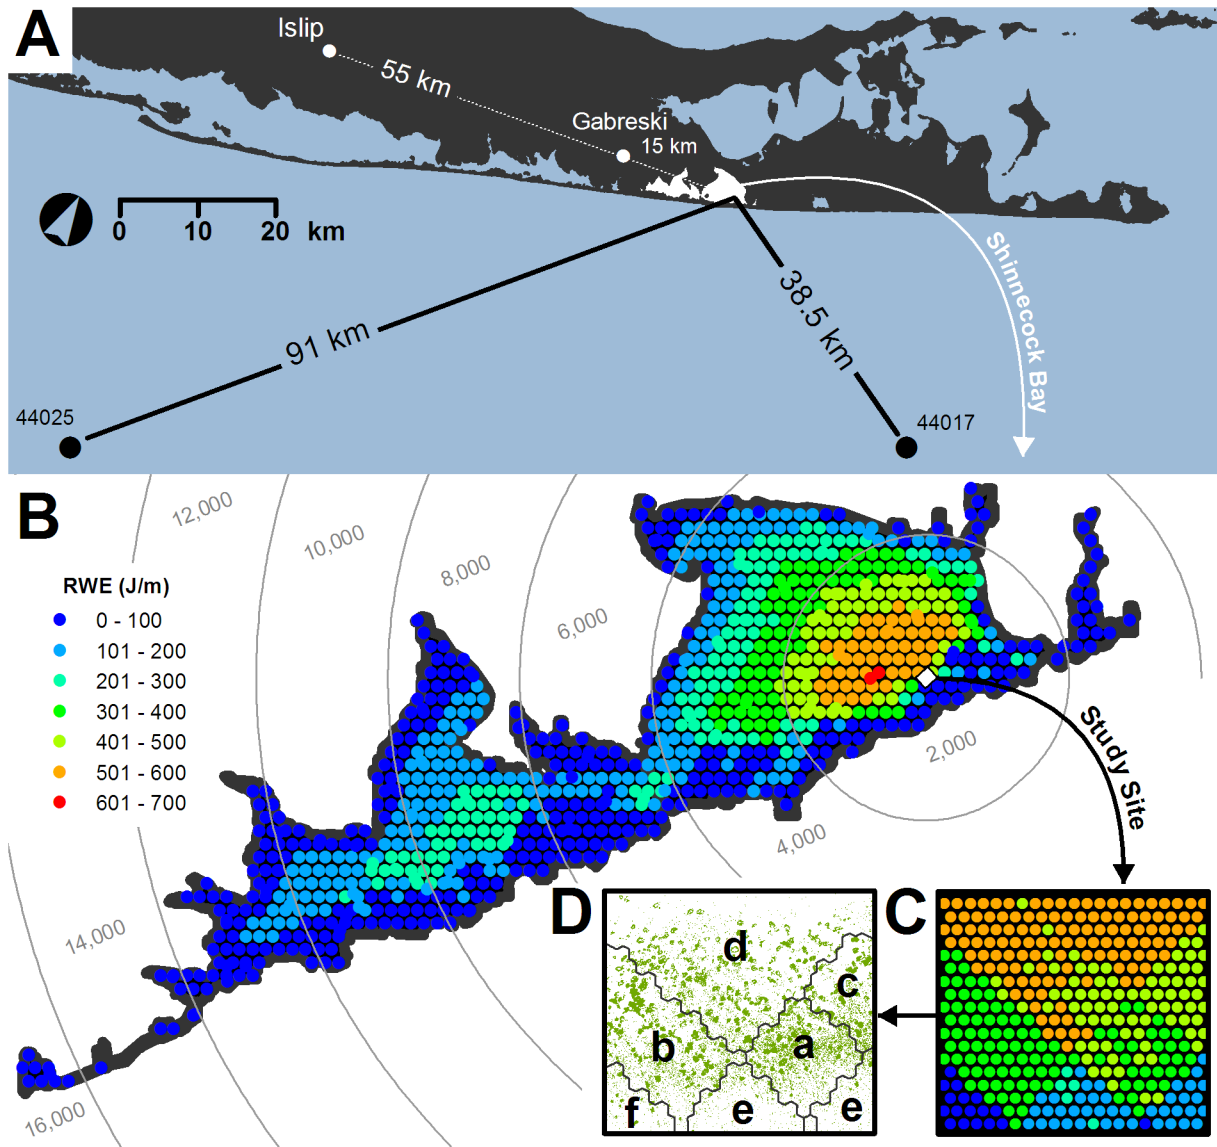 A
Islip
55 km
Gabreski
15 km
0 10 20 km
Shinnecock Bay
91 km
38.5 km
44025
44017
B
12,000
10,000
8,000
6,000
RWE (J/m)
0 - 100
101 - 200
201 - 300
301 - 400
401 - 500
501 - 600
601 - 700
2,000
4,000
Study Site
14,000
16,000
D
d
c
b
a
f
e
e
C